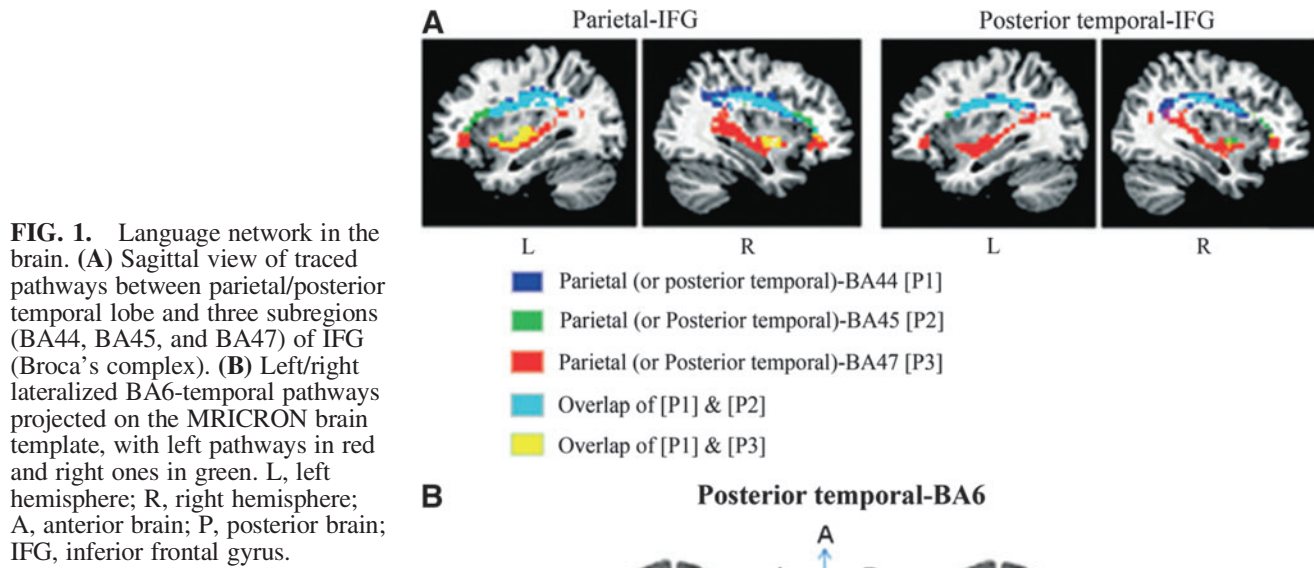 FIG. 1. Language network in the
brain. (A) Sagittal view of traced
pathways between parietal/posterior
temporal lobe and three subregions
(BA44, BA45, and BA47) of IFG
(Broca's complex). (B) Left/right
lateralized BA6-temporal pathways
projected on the MRICRON brain
template, with left pathways in red
and right ones in green. L, left
hemisphere; R, right hemisphere;
A, anterior brain; P, posterior brain;
IFG, inferior frontal gyrus.
A
Parietal-IFG
Posterior temporal-IFG
L
R
L
R
Parietal (or posterior temporal)-BA44 [P1]
Parietal (or Posterior temporal)-BA45 [P2]
Parietal (or Posterior temporal)-BA47 [P3]
Overlap of [P1] & [P2]
Overlap of [P1] & [P3]
B
Posterior temporal-BA6
A